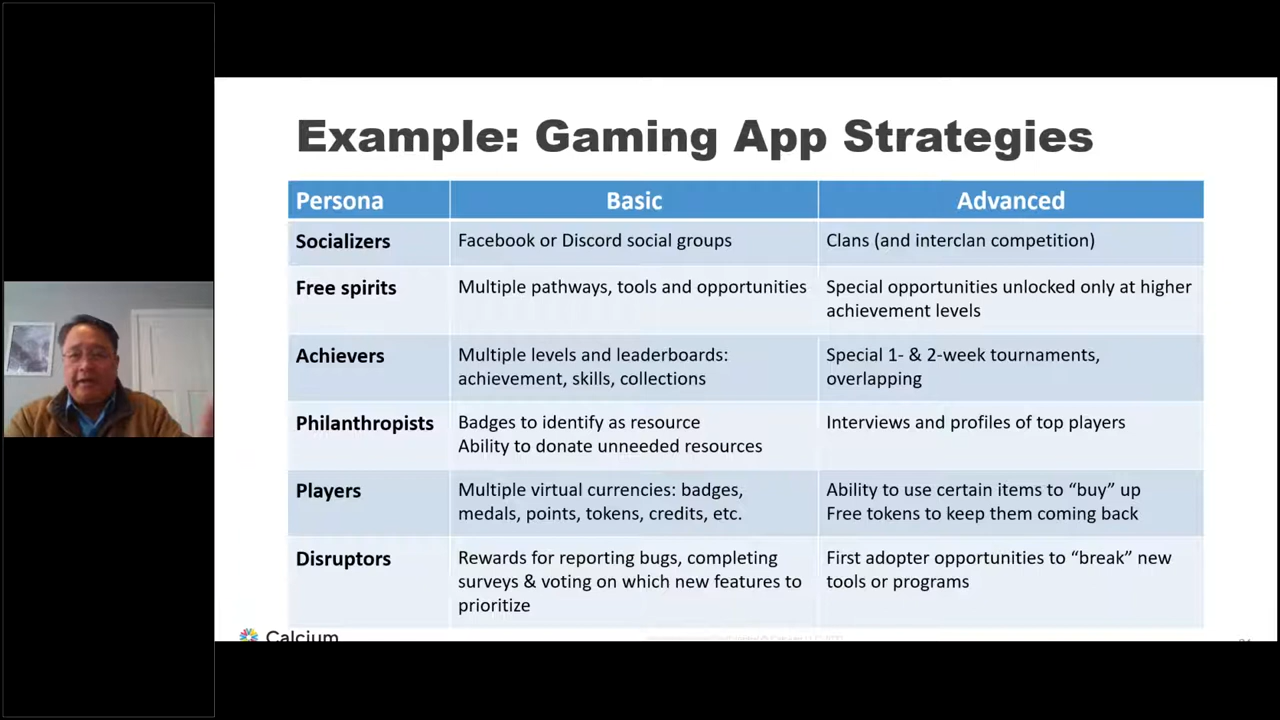 Example: Gaming App Strategies
Persona Basic Advanced
Socializers Facebook or Discord social groups Clans (and interclan competition)
Free spirits Multiple pathways, tools and opportunities Special opportunities unlocked only at higher
achievement levels
Achievers Multiple levels and leaderboards: Special 1- & 2-week tournaments,
achievement, skills, collections overlapping
Philanthropists Badges to identify as resource Interviews and profiles of top players
Ability to donate unneeded resources
Players Multiple virtual currencies: badges, Ability to use certain items to “buy” up
medals, points, tokens, credits, etc. Free tokens to keep them coming back
Disruptors Rewards for reporting bugs, completing First adopter opportunities to “break” new
surveys & voting on which new features to tools or programs
prioritize
Calcium